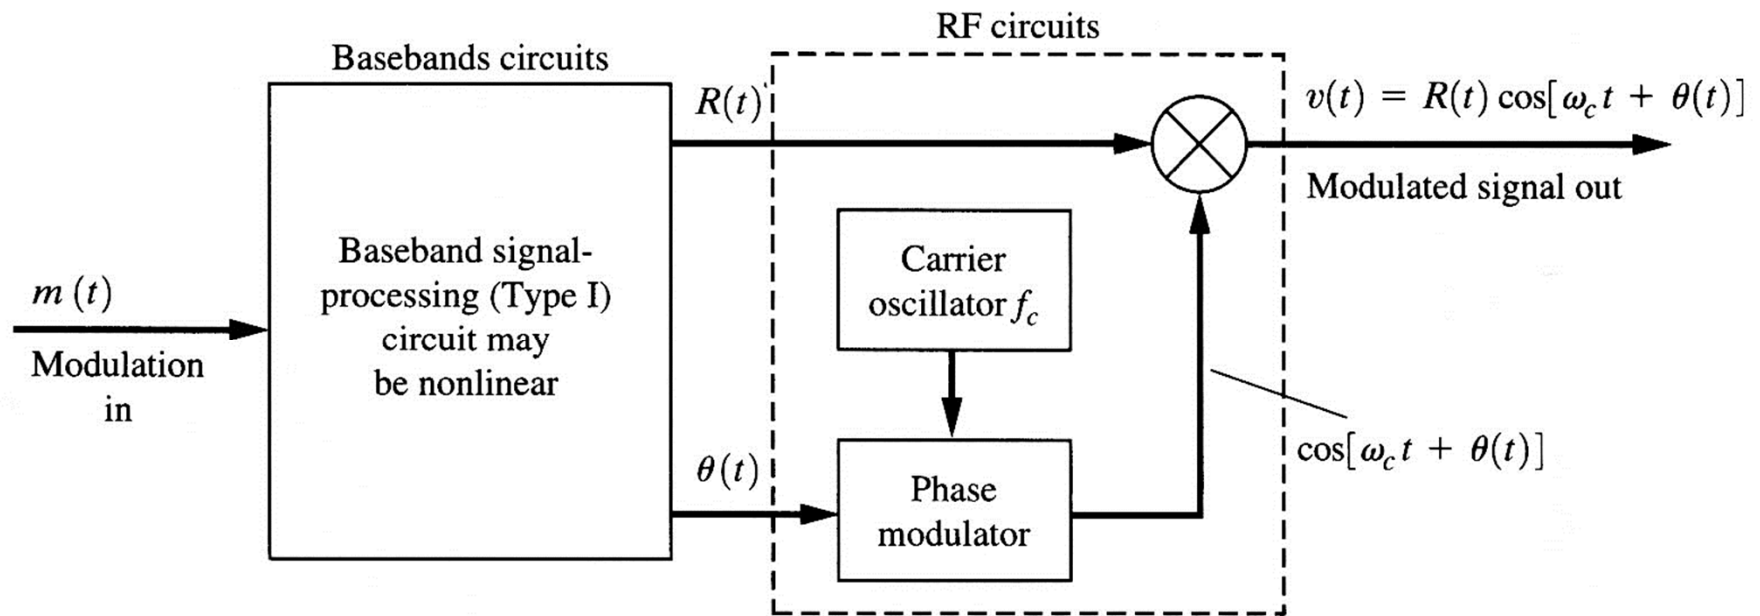 RF circuits
Basebands circuits
R(t)
v(t) = R(t) cos[ω_c t + θ(t)]
Modulated signal out
Baseband signal-
processing (Type I)
circuit may
be nonlinear
Carrier
oscillator f_c
m (t)
Modulation
in
cos[ω_c t + θ(t)]
θ(t)
Phase
modulator